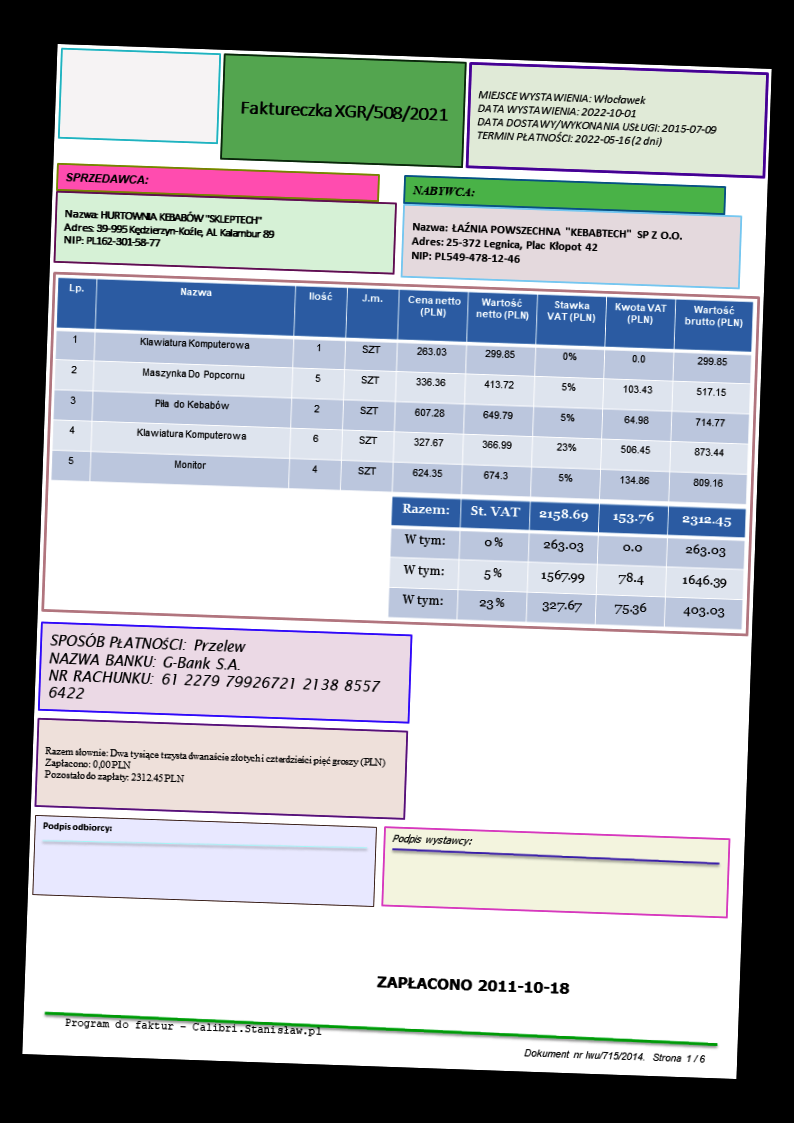 Faktureczka XGR/508/2021
MIEJSCE WYSTAWIENIA: Włocławek
DATA WYSTAWIENIA: 2022-10-01
DATA DOSTAWY/WYKONANIA USŁUGI: 2015-07-09
TERMIN PŁATNOŚCI: 2022-05-16 (2 dni)
SPRZEDAWCA:
Nazwa: HURTOWNIA KEBABÓW "SKLEPTECH"
Adres: 39-995 Kędzierzyn-Koźle, Al. Kalambur 89
NIP: PL162-301-58-77
NABYWCA:
Nazwa: ŁAŹNIA POWSZECHNA "KEBABTECH" SP Z O.O.
Adres: 25-372 Legnica, Plac Kłopot 42
NIP: PL549-478-12-46
Lp. Nazwa Ilość J.m. Cena netto (PLN) Wartość netto (PLN) Stawka VAT (PLN) Kwota VAT (PLN) Wartość brutto (PLN)
1 Klawiatura Komputerowa 1 SZT 263.03 299.85 0% 0.0 299.85
2 Maszynka Do Popcornu 5 SZT 336.36 413.72 5% 103.43 517.15
3 Piła do Kebabów 2 SZT 607.28 649.79 5% 64.98 714.77
4 Klawiatura Komputerowa 6 SZT 327.67 366.99 23% 506.45 873.44
5 Monitor 4 SZT 624.35 674.3 5% 134.86 809.16
Razem: St. VAT 2158.69 153.76 2312.45
W tym: 0% 263.03 0.0 263.03
W tym: 5% 1567.99 78.4 1646.39
W tym: 23% 327.67 75.36 403.03
SPOSÓB PŁATNOŚCI: Przelew
NAZWA BANKU: G-Bank S.A.
NR RACHUNKU: 61 2279 79926721 2138 8557
6422
Razem słownie: Dwa tysiące trzysta dwanaście złotych i czterdzieści pięć groszy (PLN)
Zapłacono: 0,00 PLN
Pozostało do zapłaty: 2312.45 PLN
Podpis odbiorcy:
Podpis wystawcy:
ZAPŁACONO 2011-10-18
Program do faktur – Calibri.Stanisław.pl
Dokument nr lwu/715/2014. Strona 1 / 6